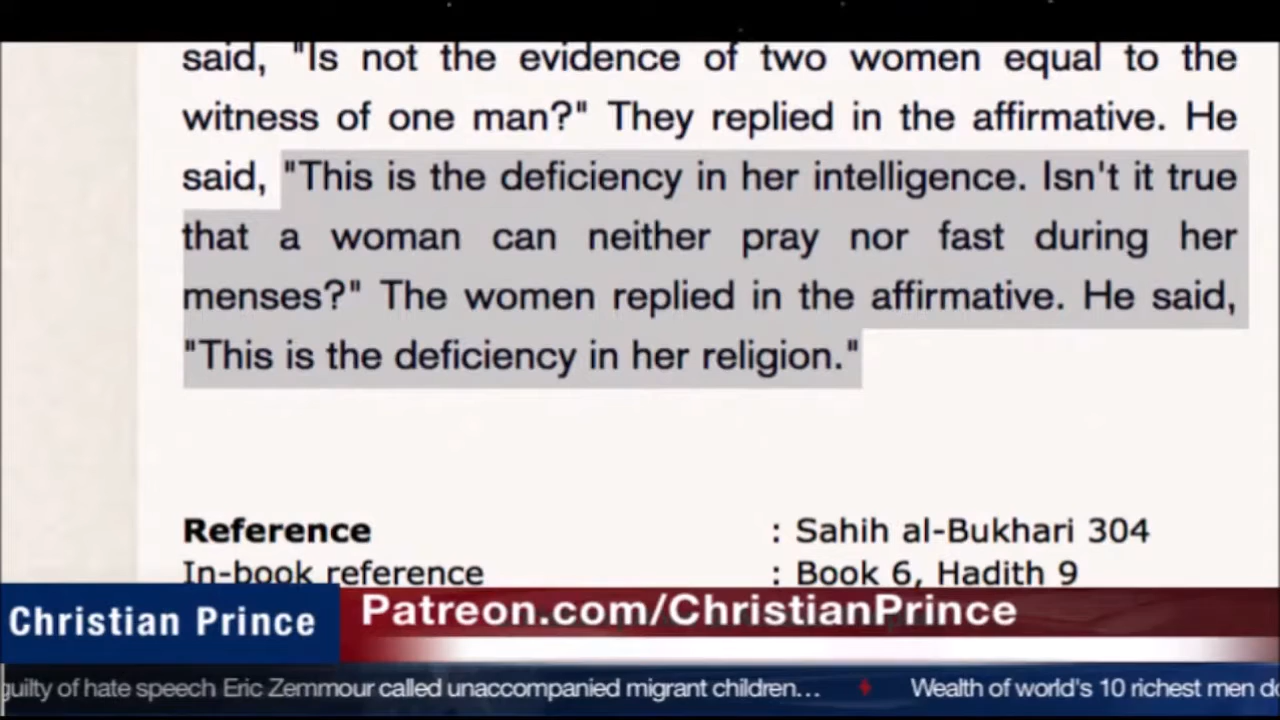 said, "Is not the evidence of two women equal to the
witness of one man?" They replied in the affirmative. He
said, "This is the deficiency in her intelligence. Isn't it true
that a woman can neither pray nor fast during her
menses?" The women replied in the affirmative. He said,
"This is the deficiency in her religion."
Reference : Sahih al-Bukhari 304
In-book reference : Book 6, Hadith 9
Christian Prince
Patreon.com/ChristianPrince
guilty of hate speech Eric Zemmour called unaccompanied migrant children... ♦ Wealth of world's 10 richest men